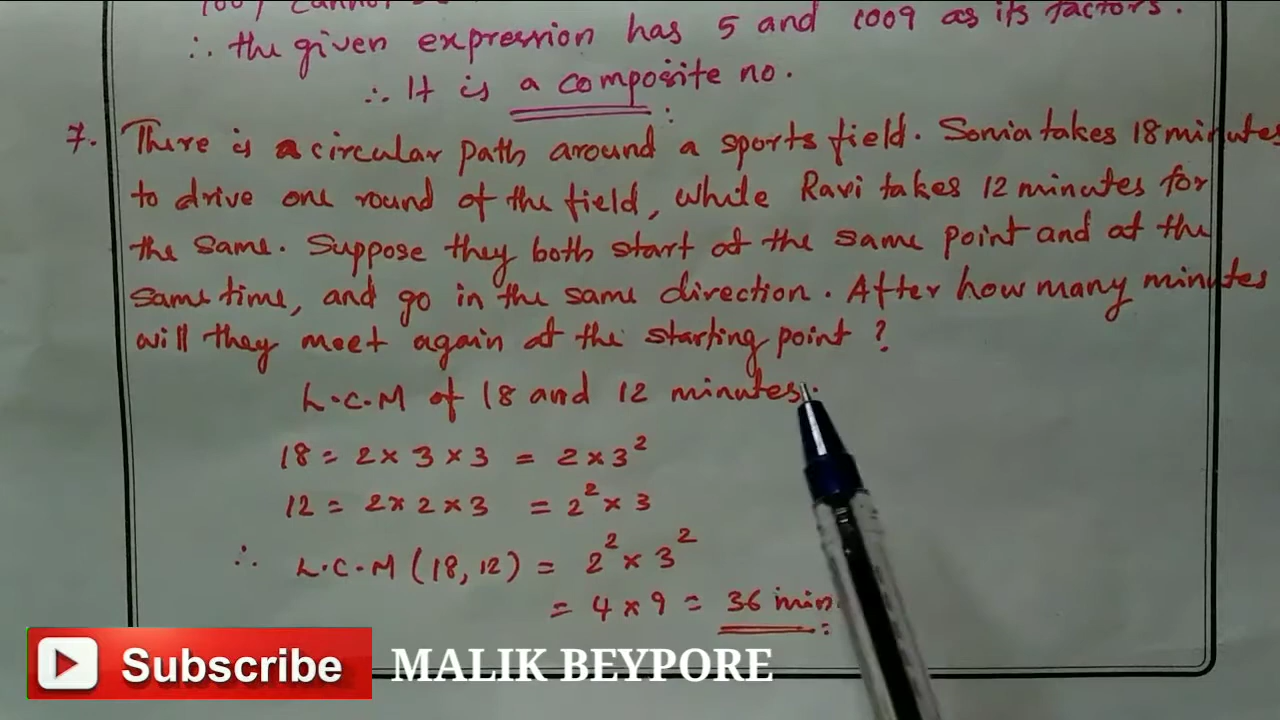 ∴ the given expression has 5 and 1009 as its factors.
∴ It is a composite no.
7. There is a circular path around a sports field. Sonia takes 18 minutes
to drive one round of the field, while Ravi takes 12 minutes for
the same. Suppose they both start at the same point and at the
same time, and go in the same direction. After how many minutes
will they meet again at the starting point?
L.C.M of 18 and 12 minutes.
18 = 2 × 3 × 3 = 2 × 3²
12 = 2 × 2 × 3 = 2² × 3
∴ L.C.M (18, 12) = 2² × 3²
= 4 × 9 = 36 min
Subscribe MALIK BEYPORE